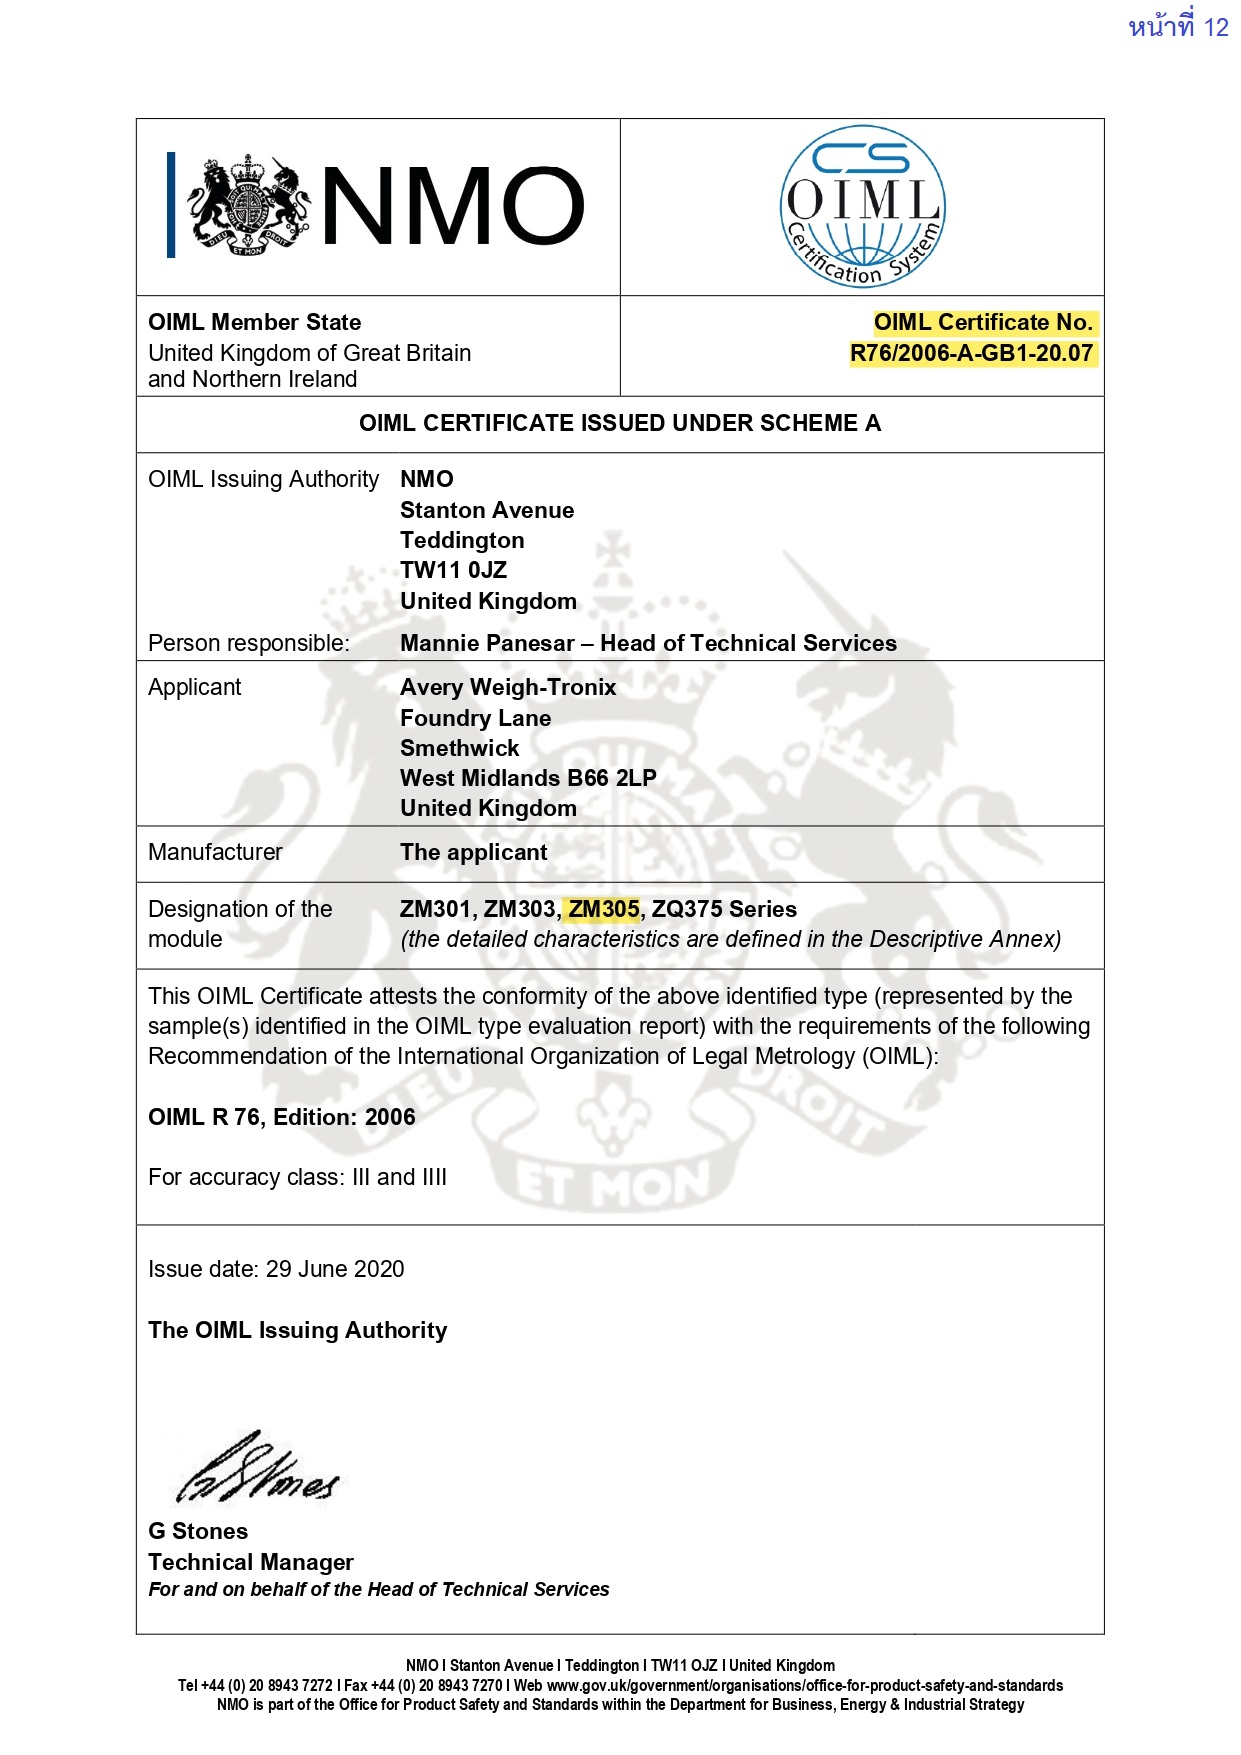 หน้าที่ 12
NMO
DIEU ET MON DROIT
CS
OIML
Certification System
OIML Member State
United Kingdom of Great Britain
and Northern Ireland
OIML Certificate No.
R76/2006-A-GB1-20.07
OIML CERTIFICATE ISSUED UNDER SCHEME A
OIML Issuing Authority NMO
Stanton Avenue
Teddington
TW11 0JZ
United Kingdom
Person responsible: Mannie Panesar – Head of Technical Services
Applicant Avery Weigh-Tronix
Foundry Lane
Smethwick
West Midlands B66 2LP
United Kingdom
Manufacturer The applicant
Designation of the module ZM301, ZM303, ZM305, ZQ375 Series
(the detailed characteristics are defined in the Descriptive Annex)
This OIML Certificate attests the conformity of the above identified type (represented by the
sample(s) identified in the OIML type evaluation report) with the requirements of the following
Recommendation of the International Organization of Legal Metrology (OIML):
OIML R 76, Edition: 2006
For accuracy class: III and IIII
DIEU ET MON DROIT
Issue date: 29 June 2020
The OIML Issuing Authority
G Stones
G Stones
Technical Manager
For and on behalf of the Head of Technical Services
NMO I Stanton Avenue I Teddington I TW11 OJZ I United Kingdom
Tel +44 (0) 20 8943 7272 I Fax +44 (0) 20 8943 7270 I Web www.gov.uk/government/organisations/office-for-product-safety-and-standards
NMO is part of the Office for Product Safety and Standards within the Department for Business, Energy & Industrial Strategy